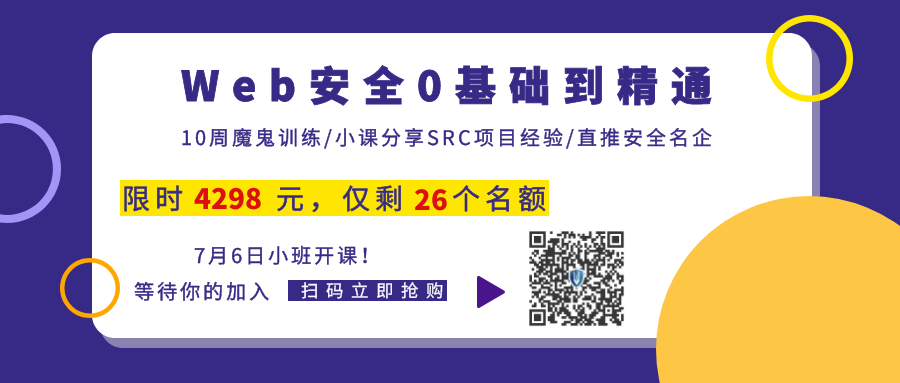 Web安全0基础到精通
10周魔鬼训练/小课分享SRC项目经验/直推安全名企
限时 4298 元，仅剩 26个名额
7月6日小班开课！
等待你的加入 扫码立即抢购